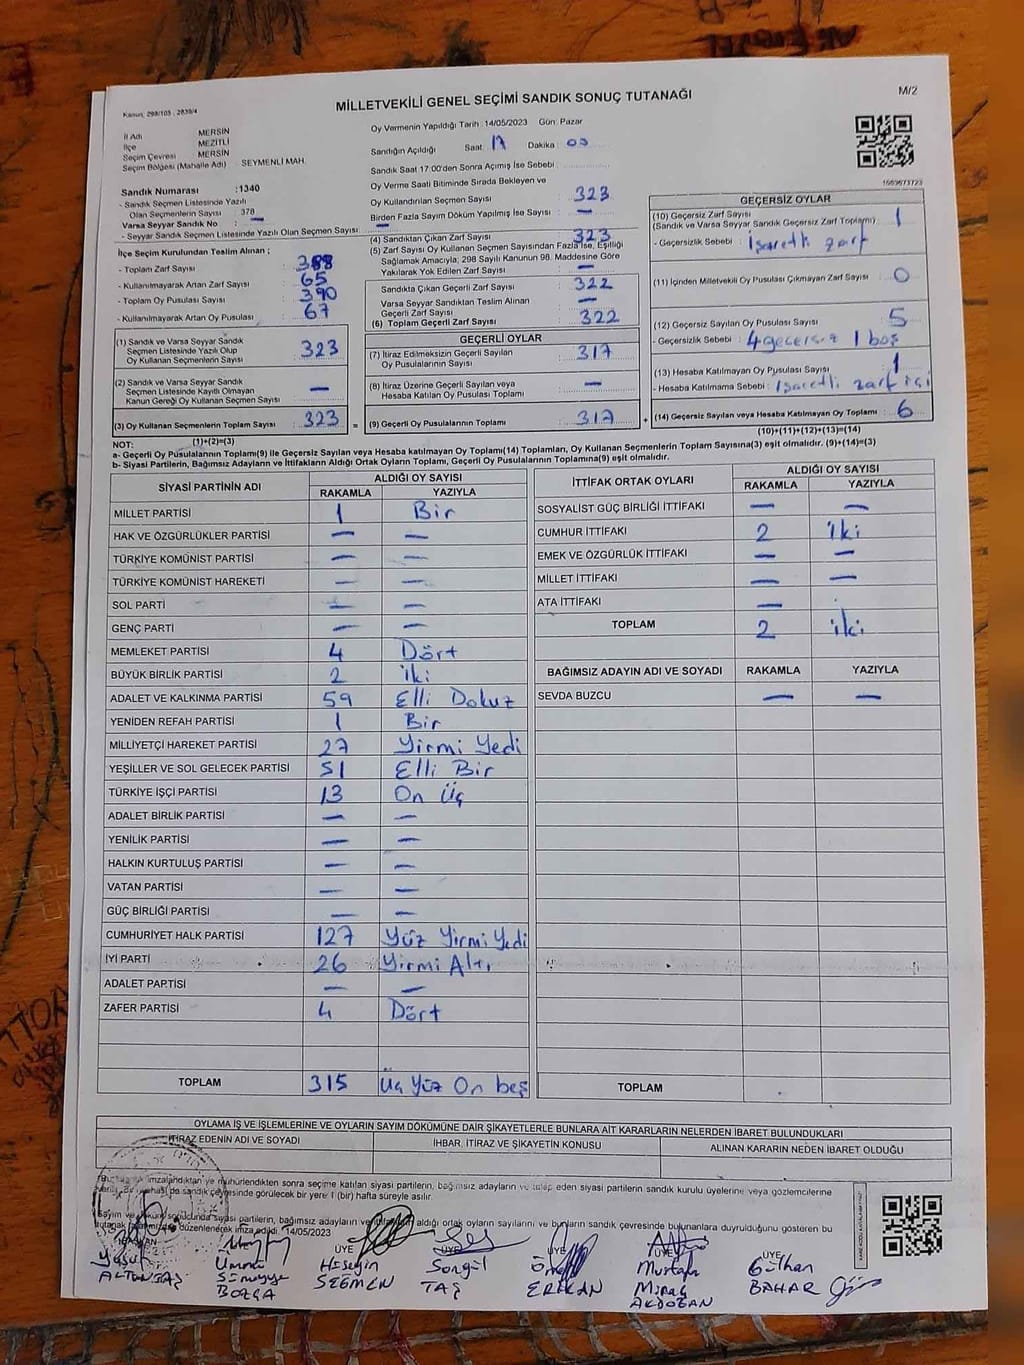 MİLLETVEKİLİ GENEL SEÇİMİ SANDIK SONUÇ TUTANAĞI
M/2
Kanun: 298/105 , 2839/4
İl Adı MERSİN
İlçe MEZİTLİ
Seçim Çevresi MERSİN
Seçim Bölgesi (Mahalle Adı) SEYMENLİ MAH.
Sandık Numarası :1340
- Sandık Seçmen Listesinde Yazılı
Olan Seçmenlerin Sayısı 378
Varsa Seyyar Sandık No : —
- Seyyar Sandık Seçmen Listesinde Yazılı Olan Seçmen Sayısı —
İlçe Seçim Kurulundan Teslim Alınan ;
- Toplam Zarf Sayısı : 388
- Kullanılmayarak Artan Zarf Sayısı : 65
- Toplam Oy Pusulası Sayısı : 390
- Kullanılmayarak Artan Oy Pusulası : 67
(1) Sandık ve Varsa Seyyar Sandık
Seçmen Listesinde Yazılı Olup
Oy Kullanan Seçmenlerin Sayısı 323
(2) Sandık ve Varsa Seyyar Sandık
Seçmen Listesinde Kayıtlı Olmayan
Kanun Gereği Oy Kullanan Seçmen Sayısı —
(3) Oy Kullanan Seçmenlerin Toplam Sayısı 323
(1)+(2)=(3)
Oy Vermenin Yapıldığı Tarih :14/05/2023 Gün: Pazar
Sandığın Açıldığı Saat 17 Dakika : 03
Sandık Saat 17:00'den Sonra Açılmış İse Sebebi :
Oy Verme Saati Bitiminde Sırada Bekleyen ve
Oy Kullandırılan Seçmen Sayısı : 323
Birden Fazla Sayım Döküm Yapılmış İse Sayısı : —
(4) Sandıktan Çıkan Zarf Sayısı : 323
(5) Zarf Sayısı Oy Kullanan Seçmen Sayısından Fazla İse, Eşitliği
Sağlamak Amacıyla, 298 Sayılı Kanunun 98. Maddesine Göre
Yakılarak Yok Edilen Zarf Sayısı : —
Sandıkta Çıkan Geçerli Zarf Sayısı : 322
Varsa Seyyar Sandıktan Teslim Alınan
Geçerli Zarf Sayısı : —
(6) Toplam Geçerli Zarf Sayısı : 322
GEÇERLİ OYLAR
(7) İtiraz Edilmeksizin Geçerli Sayılan
Oy Pusulasının Sayısı : 317
(8) İtiraz Üzerine Geçerli Sayılan veya
Hesaba Katılan Oy Pusulası Toplamı : —
= (9) Geçerli Oy Pusulalarının Toplamı : 317
1669673723
GEÇERSİZ OYLAR
(10) Geçersiz Zarf Sayısı : 1
(Sandık ve Varsa Seyyar Sandık Geçersiz Zarf Toplamı)
- Geçersizlik Sebebi : İşaretli zarf
(11) İçinden Milletvekili Oy Pusulası Çıkmayan Zarf Sayısı : 0
(12) Geçersiz Sayılan Oy Pusulası Sayısı : 5
- Geçersizlik Sebebi : 4 geçersiz 1 boş
(13) Hesaba Katılmayan Oy Pusulası Sayısı : 1
- Hesaba Katılmama Sebebi : İşaretli zarf içi
+ (14) Geçersiz Sayılan veya Hesaba Katılmayan Oy Toplamı : 6
(10)+(11)+(12)+(13)=(14)
NOT:
a- Geçerli Oy Pusulalarının Toplamı(9) ile Geçersiz Sayılan veya Hesaba katılmayan Oy Toplamı(14) Toplamları, Oy Kullanan Seçmenlerin Toplam Sayısına(3) eşit olmalıdır. (9)+(14)=(3)
b- Siyasi Partilerin, Bağımsız Adayların ve İttifakların Aldığı Ortak Oyların Toplamı, Geçerli Oy Pusulalarının Toplamına(9) eşit olmalıdır.
SİYASİ PARTİNİN ADI ALDIĞI OY SAYISI
RAKAMLA YAZIYLA
MİLLET PARTİSİ 1 Bir
HAK VE ÖZGÜRLÜKLER PARTİSİ — —
TÜRKİYE KOMÜNİST PARTİSİ — —
TÜRKİYE KOMÜNİST HAREKETİ — —
SOL PARTİ — —
GENÇ PARTİ — —
MEMLEKET PARTİSİ 4 Dört
BÜYÜK BİRLİK PARTİSİ 2 İki
ADALET VE KALKINMA PARTİSİ 59 Elli Dokuz
YENİDEN REFAH PARTİSİ 1 Bir
MİLLİYETÇİ HAREKET PARTİSİ 27 Yirmi Yedi
YEŞİLLER VE SOL GELECEK PARTİSİ 51 Elli Bir
TÜRKİYE İŞÇİ PARTİSİ 13 On Üç
ADALET BİRLİK PARTİSİ — —
YENİLİK PARTİSİ — —
HALKIN KURTULUŞ PARTİSİ — —
VATAN PARTİSİ — —
GÜÇ BİRLİĞİ PARTİSİ — —
CUMHURİYET HALK PARTİSİ 127 Yüz Yirmi Yedi
İYİ PARTİ 26 Yirmi Altı
ADALET PARTİSİ — —
ZAFER PARTİSİ 4 Dört
TOPLAM 315 Üç Yüz On beş
İTTİFAK ORTAK OYLARI ALDIĞI OY SAYISI
RAKAMLA YAZIYLA
SOSYALİST GÜÇ BİRLİĞİ İTTİFAKI — —
CUMHUR İTTİFAKI 2 İki
EMEK VE ÖZGÜRLÜK İTTİFAKI — —
MİLLET İTTİFAKI — —
ATA İTTİFAKI —
TOPLAM 2 İki
BAĞIMSIZ ADAYIN ADI VE SOYADI RAKAMLA YAZIYLA
SEVDA BUZCU — —
TOPLAM
OYLAMA İŞ VE İŞLEMLERİNE VE OYLARIN SAYIM DÖKÜMÜNE DAİR ŞİKAYETLERLE BUNLARA AİT KARARLARIN NELERDEN İBARET BULUNDUKLARI
İTİRAZ EDENİN ADI VE SOYADI İHBAR, İTİRAZ VE ŞİKAYETİN KONUSU ALINAN KARARIN NEDEN İBARET OLDUĞU
imzalandıktan ve mühürlendikten sonra seçime katılan siyasi partilerin, bağımsız adayların ve talep eden siyasi partilerin sandık kurulu üyelerine veya gözlemcilerine
sandık çevresinde görülecek bir yere 1 (bir) hafta süreyle asılır.
Sayım ve siyasi partilerin, bağımsız adayların ve aldığı ortak oyların sayılarını ve bunların sandık çevresinde bulunanlara duyrulduğunu gösteren bu
tutanak düzenlenerek imza edildi. 14/05/2023
ÜYE ÜYE ÜYE ÜYE ÜYE
Yusuf ALTUNTAŞ
Ümmü Sümeyye BOZCA
Hüseyin SEĞMEN
Songül TAŞ
ERKAN
Mustafa Miraç AKDOĞAN
Gülhan BAHAR